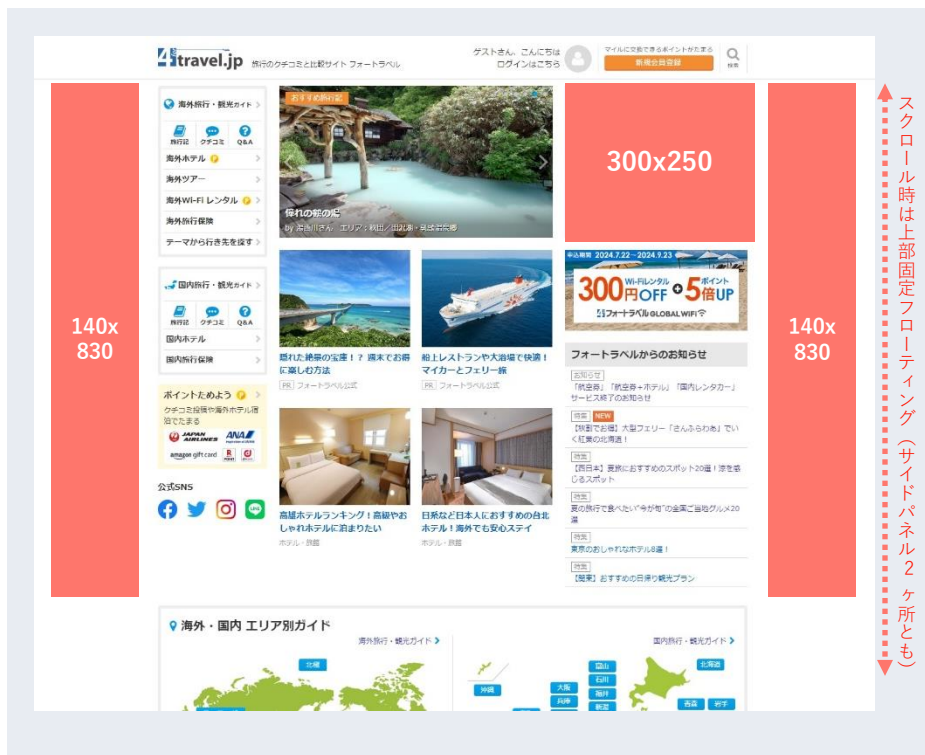 4travel.jp 旅行のクチコミと比較サイト フォートラベル
ゲストさん、こんにちは
ログインはこちら
マイルに交換できるポイントがたまる
新規会員登録
検索
140x
830
海外旅行・観光ガイド
旅行記 クチコミ Q&A
海外ホテル
海外ツアー
海外Wi-Fi レンタル
海外旅行保険
テーマから行き先を探す
国内旅行・観光ガイド
旅行記 クチコミ Q&A
国内ホテル
国内旅行保険
ポイントためよう
クチコミ投稿や海外ホテル宿
泊でたまる
JAPAN
AIRLINES
ANA
amazon gift card
公式SNS
おすすめ旅行記
憧れの鶴の湯
隠れた絶景の宝庫!? 週末でお得
に楽しむ方法
PR フォートラベル公式
船上レストランや大浴場で快適!
マイカーとフェリー旅
PR フォートラベル公式
高雄ホテルランキング!高級やお
しゃれホテルに泊まりたい
ホテル・旅館
日系など日本人におすすめの台北
ホテル!海外でも安心ステイ
ホテル・旅館
300x250
申込期間 2024.7.22~2024.9.23
Wi-Fiレンタル
300円OFF
+
ポイント
5倍UP
フォートラベル GLOBAL WiFi
フォートラベルからのお知らせ
お知らせ
「航空券」「航空券+ホテル」「国内レンタカー」
サービス終了のお知らせ
特集 NEW
【秋割でお得】大型フェリー「さんふらわあ」でい
く紅葉の北海道!
特集
【西日本】夏旅におすすめのスポット20選!涼を感
じるスポット
特集
夏の旅行で食べたい"今が旬"の全国ご当地グルメ20
選
特集
東京のおしゃれなホテル8選!
特集
【関東】おすすめの日帰り観光プラン
140x
830
スクロール時は上部固定フローティング(サイドパネル2ヶ所とも)
海外・国内 エリア別ガイド
海外旅行・観光ガイド
北欧
国内旅行・観光ガイド
沖縄
大阪
兵庫
富山
石川
福井
新潟
北海道
青森
岩手